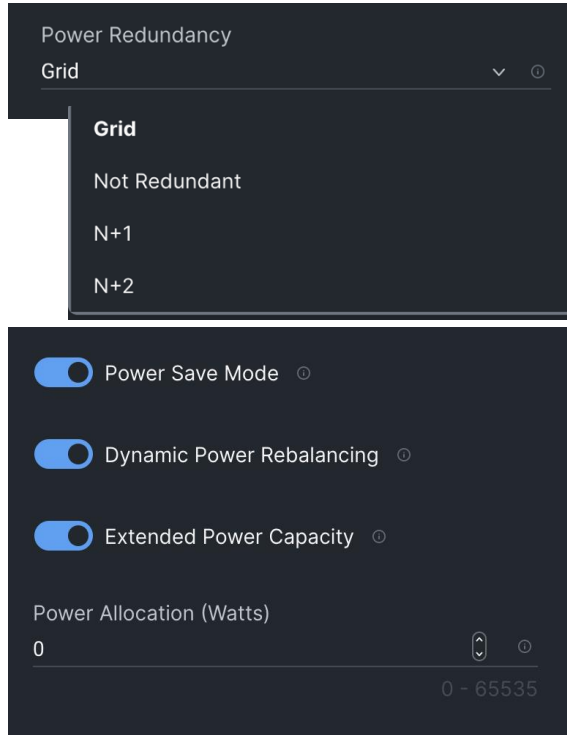 Power Redundancy
Grid
Grid
Not Redundant
N+1
N+2
Power Save Mode
Dynamic Power Rebalancing
Extended Power Capacity
Power Allocation (Watts)
0
0 - 65535